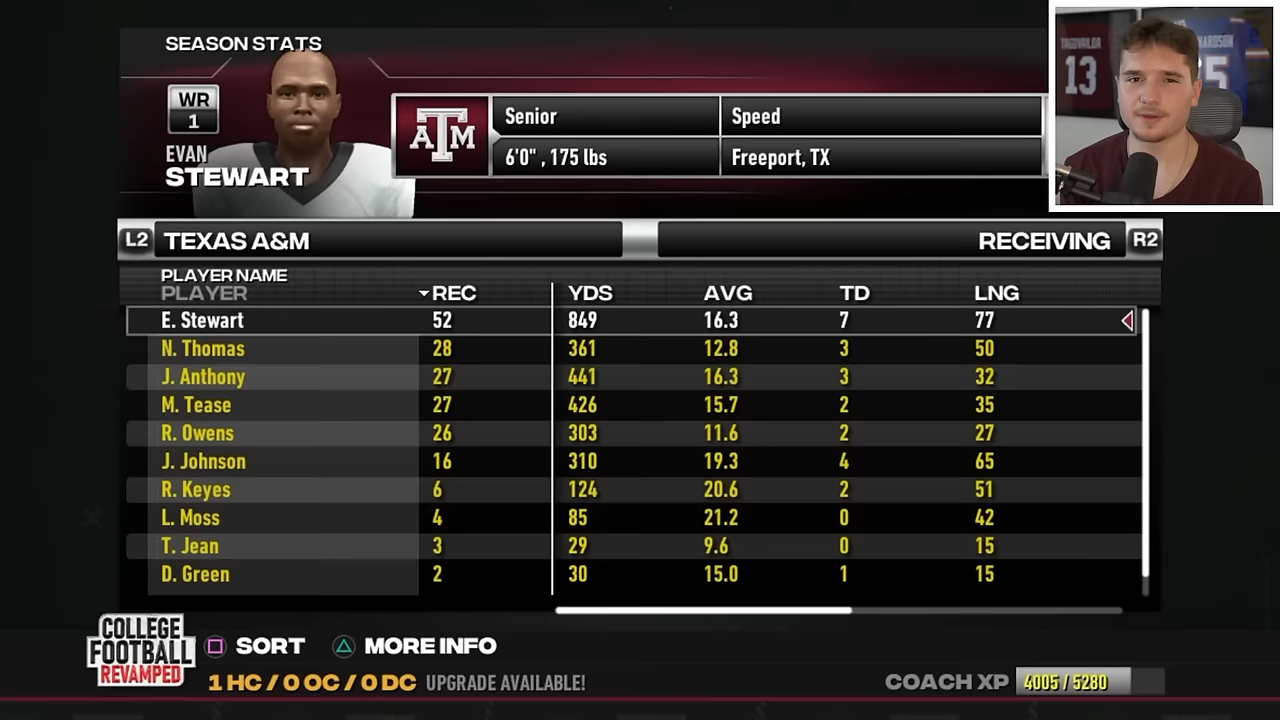 SEASON STATS
WR
1
EVAN
STEWART
A
T
M
Senior
Speed
6'0" , 175 lbs
Freeport, TX
13
L2
TEXAS A&M
RECEIVING
R2
PLAYER NAME
PLAYER REC YDS AVG TD LNG
E. Stewart 52 849 16.3 7 77
N. Thomas 28 361 12.8 3 50
J. Anthony 27 441 16.3 3 32
M. Tease 27 426 15.7 2 35
R. Owens 26 303 11.6 2 27
J. Johnson 16 310 19.3 4 65
R. Keyes 6 124 20.6 2 51
L. Moss 4 85 21.2 0 42
T. Jean 3 29 9.6 0 15
D. Green 2 30 15.0 1 15
COLLEGE
FOOTBALL
REVAMPED
SORT
MORE INFO
1 HC / 0 OC / 0 DC UPGRADE AVAILABLE!
COACH XP 4005 / 5280